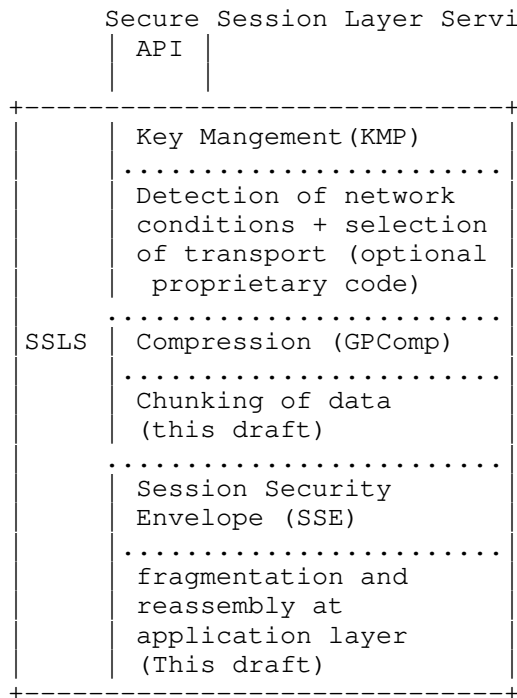 Secure Session Layer Servi
API
Key Mangement(KMP)
Detection of network
conditions + selection
of transport (optional
proprietary code)
SSLS Compression (GPComp)
Chunking of data
(this draft)
Session Security
Envelope (SSE)
fragmentation and
reassembly at
application layer
(This draft)